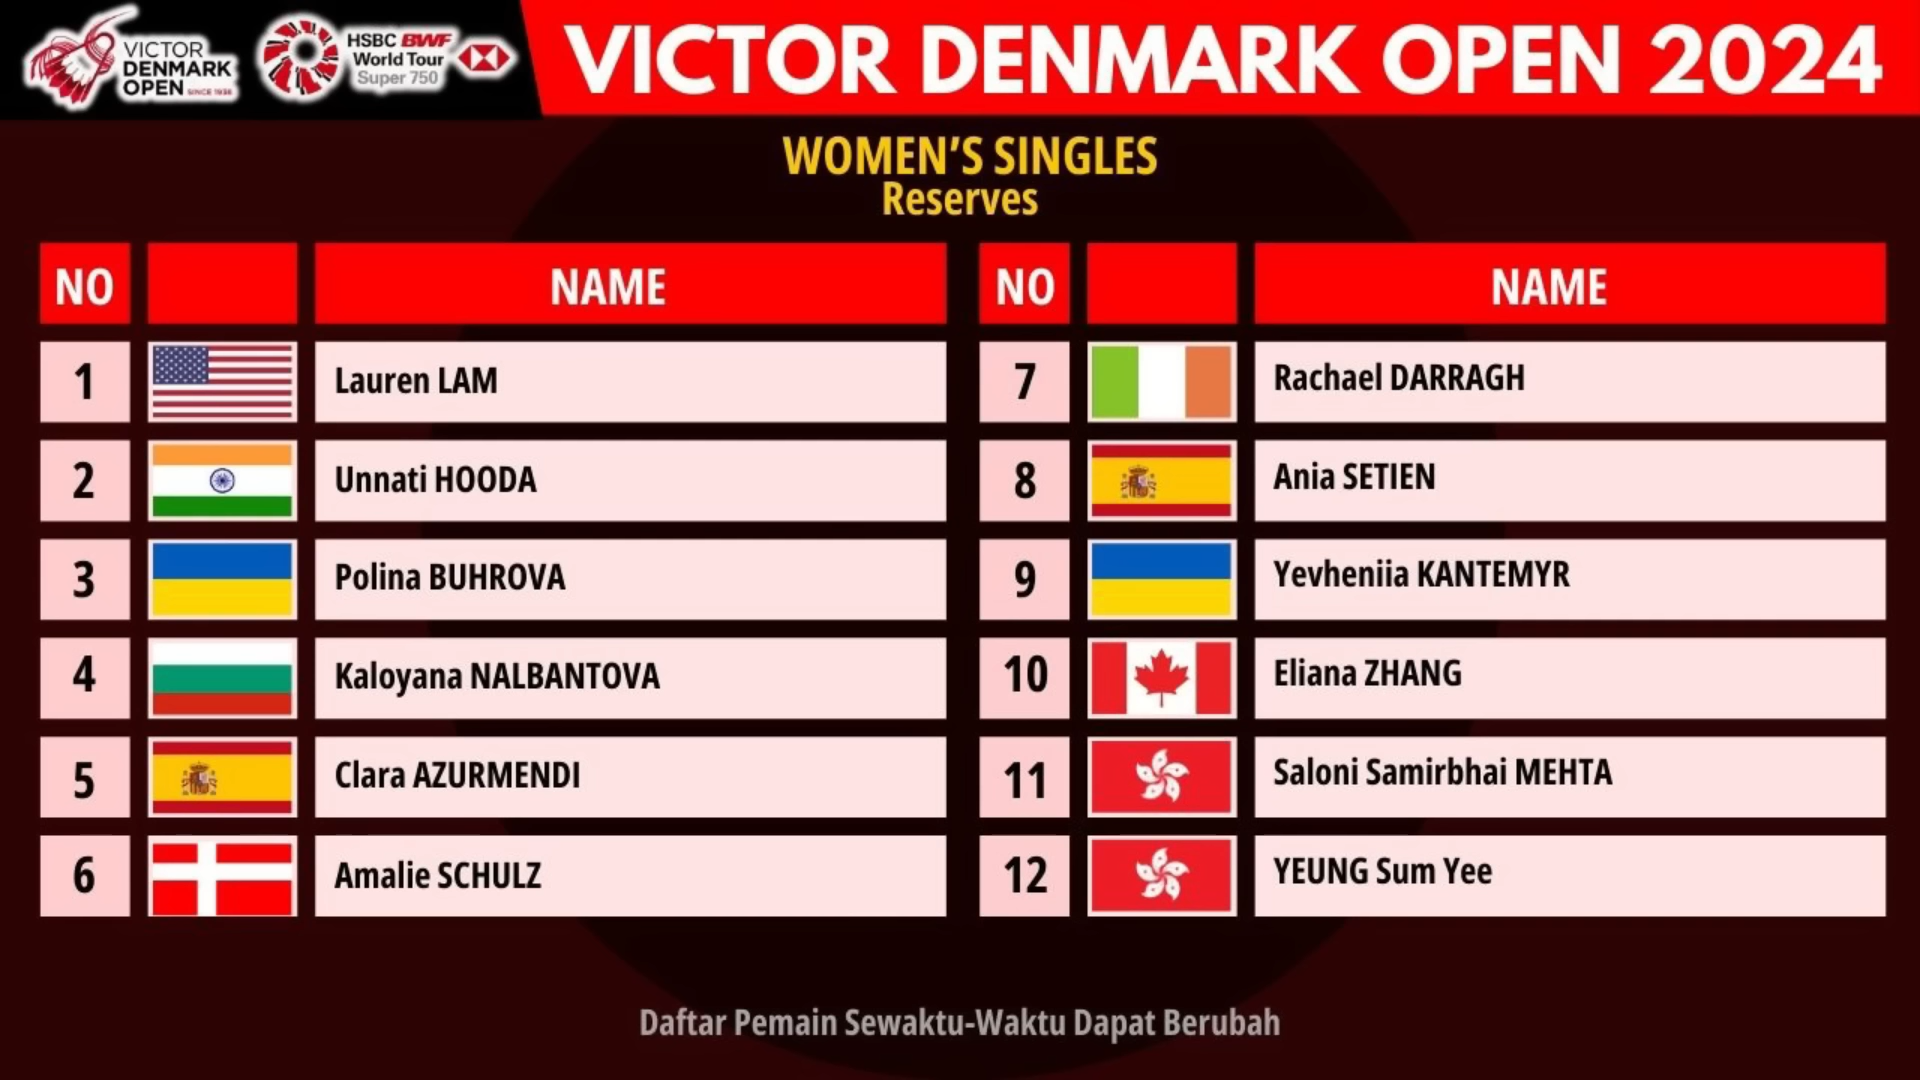 VICTOR
DENMARK
OPEN SINCE 1935
HSBC BWF
World Tour
Super 750
VICTOR DENMARK OPEN 2024
WOMEN'S SINGLES
Reserves
NO NAME NO NAME
1 Lauren LAM 7 Rachael DARRAGH
2 Unnati HOODA 8 Ania SETIEN
3 Polina BUHROVA 9 Yevheniia KANTEMYR
4 Kaloyana NALBANTOVA 10 Eliana ZHANG
5 Clara AZURMENDI 11 Saloni Samirbhai MEHTA
6 Amalie SCHULZ 12 YEUNG Sum Yee
Daftar Pemain Sewaktu-Waktu Dapat Berubah